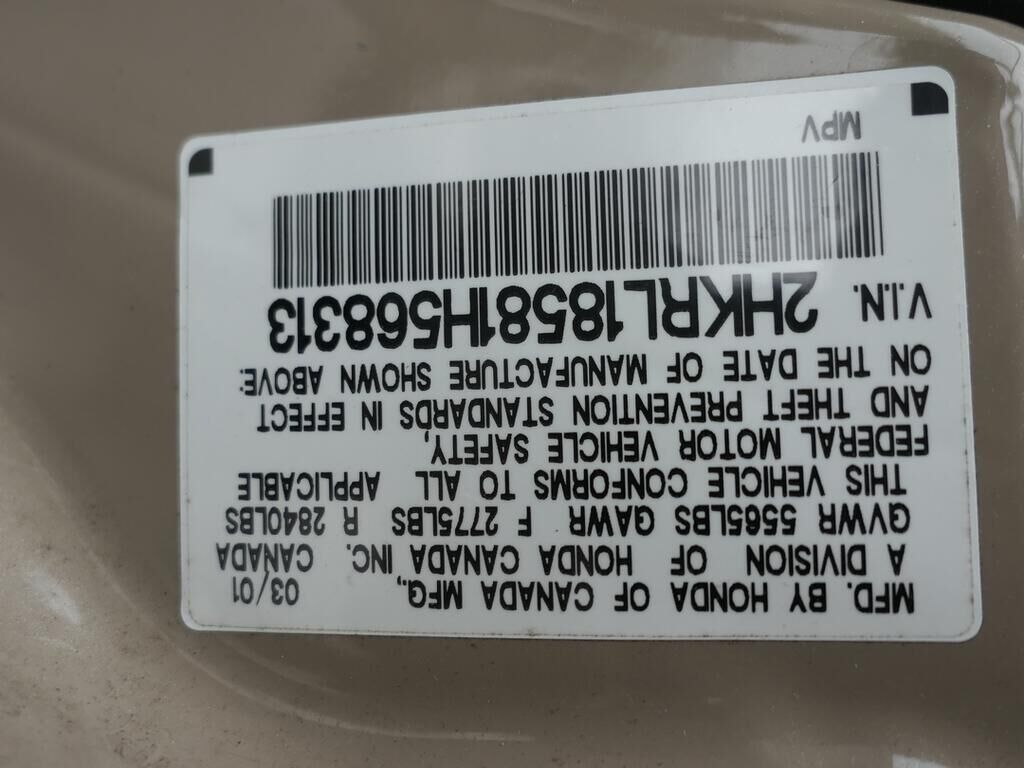 MFD. BY HONDA OF CANADA MFG., 03/01
A DIVISION OF HONDA CANADA INC. CANADA
GVWR 5565LBS GAWR F 2775LBS R 2840LBS
THIS VEHICLE CONFORMS TO ALL APPLICABLE
FEDERAL MOTOR VEHICLE SAFETY,
AND THEFT PREVENTION STANDARDS IN EFFECT
ON THE DATE OF MANUFACTURE SHOWN ABOVE:
V.I.N. 2HKRL18581H568313
MPV